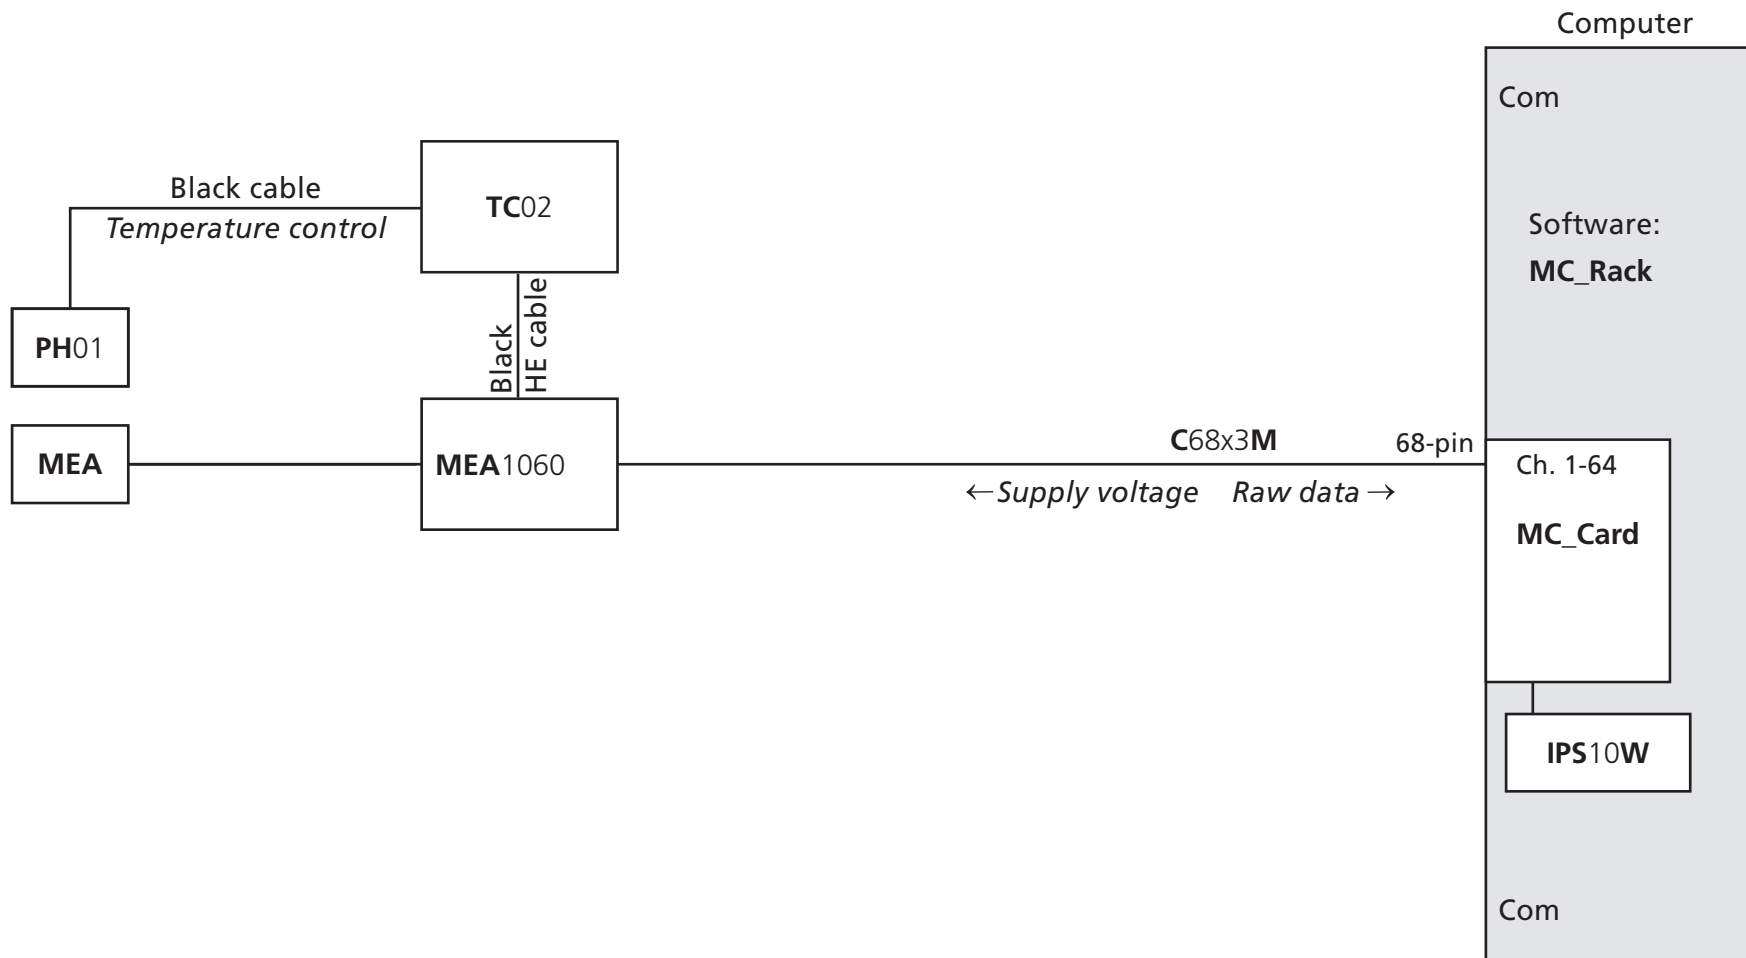 Computer
Com
Black cable
Temperature control
TC02
Software:
MC_Rack
Black
HE cable
PH01
MEA
MEA1060
C68x3M
68-pin
←Supply voltage Raw data→
Ch. 1-64
MC_Card
IPS10W
Com